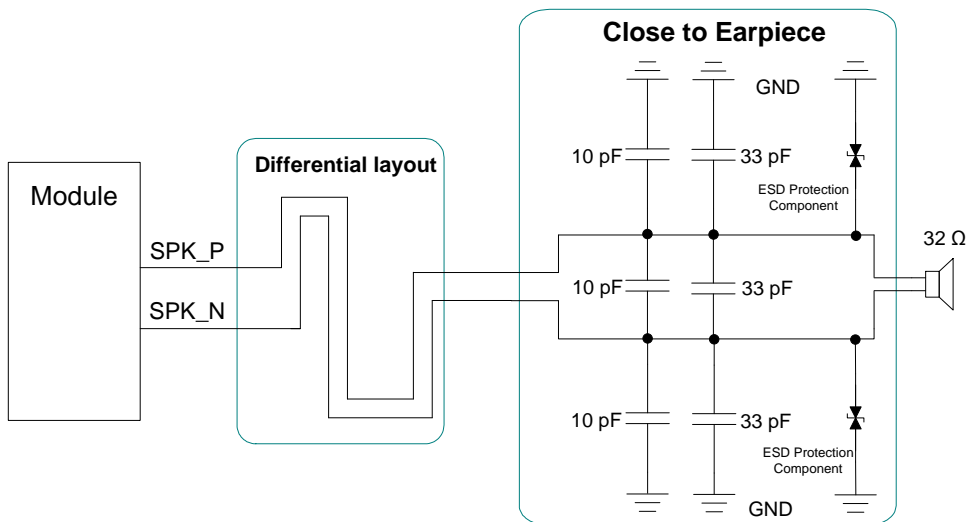 Close to Earpiece
GND
10 pF
33 pF
ESD Protection
Component
Differential layout
Module
SPK_P
SPK_N
32 Ω
10 pF
33 pF
10 pF
33 pF
ESD Protection
Component
GND